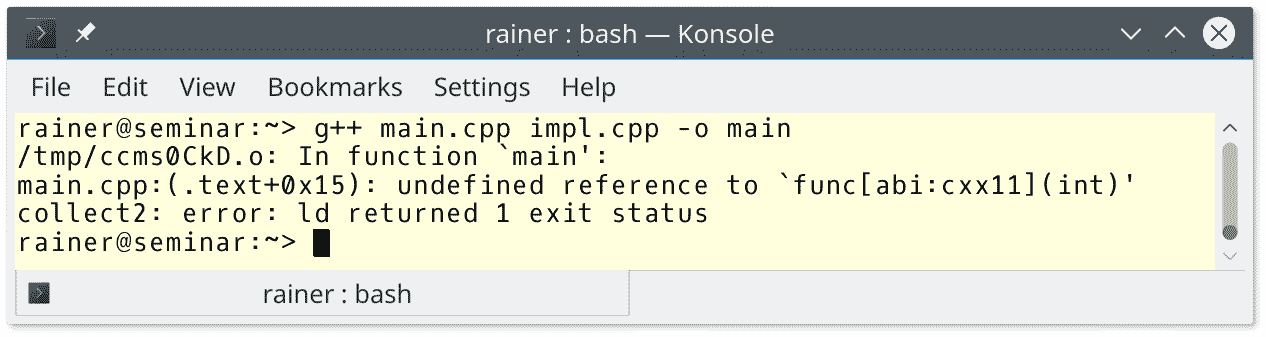 rainer : bash — Konsole
File Edit View Bookmarks Settings Help
rainer@seminar:~> g++ main.cpp impl.cpp -o main
/tmp/ccms0CkD.o: In function `main':
main.cpp:(.text+0x15): undefined reference to `func[abi:cxx11](int)'
collect2: error: ld returned 1 exit status
rainer@seminar:~>
rainer : bash